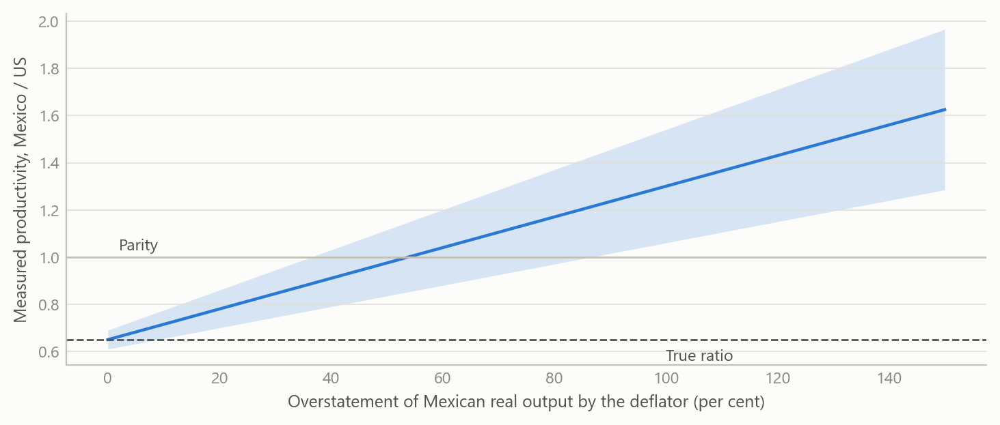 Measured productivity, Mexico / US
2.0
1.8
1.6
1.4
1.2
1.0
0.8
0.6
Parity
True ratio
0 20 40 60 80 100 120 140
Overstatement of Mexican real output by the deflator (per cent)